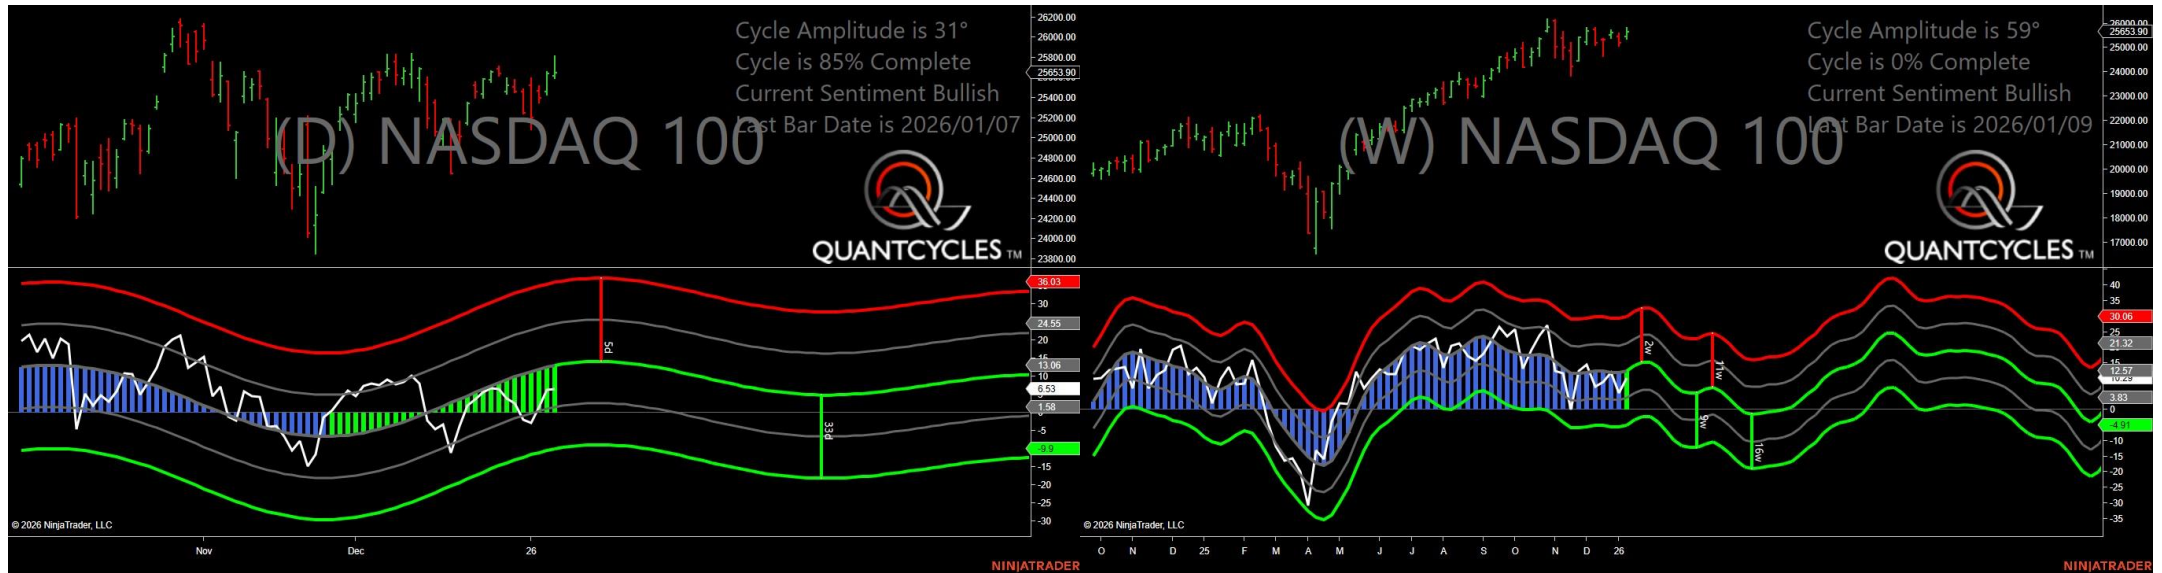 Cycle Amplitude is 31°
Cycle is 85% Complete
Current Sentiment Bullish
Last Bar Date is 2026/01/07
(D) NASDAQ 100
QUANTCYCLES TM
26200.00
26000.00
25653.90
25400.00
25200.00
25000.00
24800.00
24600.00
24400.00
24200.00
24000.00
23800.00
36.03
30
24.55
20
15
13.06
10
6.53
1.58
-5
-9.9
-15
-20
-25
-30
5d
33d
© 2026 NinjaTrader, LLC
Nov
Dec
26
NINJATRADER
Cycle Amplitude is 59°
Cycle is 0% Complete
Current Sentiment Bullish
Last Bar Date is 2026/01/09
(W) NASDAQ 100
QUANTCYCLES TM
26000.00
25653.90
25000.00
24000.00
23000.00
22000.00
21000.00
20000.00
19000.00
18000.00
17000.00
40
35
30.06
25
21.32
15
12.57
10.29
3.83
0
-4.91
-10
-15
-20
-25
-30
-35
2w
11w
9w
16w
© 2026 NinjaTrader, LLC
O N D 25 F M A M J J A S O N D 26
NINJATRADER